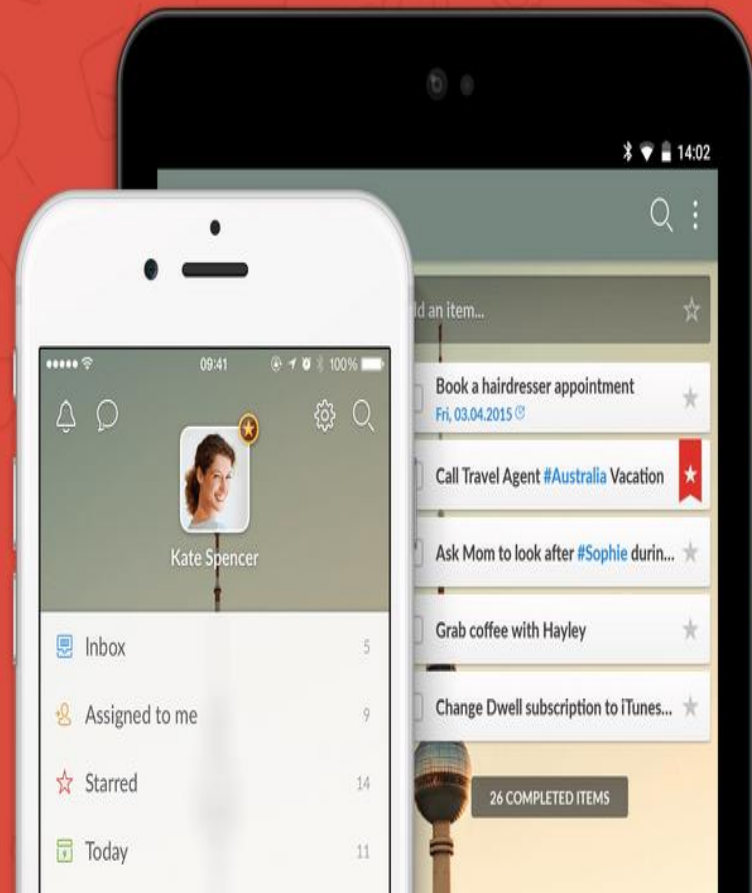 14:02
ld an item...
Book a hairdresser appointment
Fri, 03.04.2015
Call Travel Agent #Australia Vacation
Ask Mom to look after #Sophie durin...
Grab coffee with Hayley
Change Dwell subscription to iTunes...
26 COMPLETED ITEMS
09:41
100%
Kate Spencer
Inbox 5
Assigned to me 9
Starred 14
Today 11